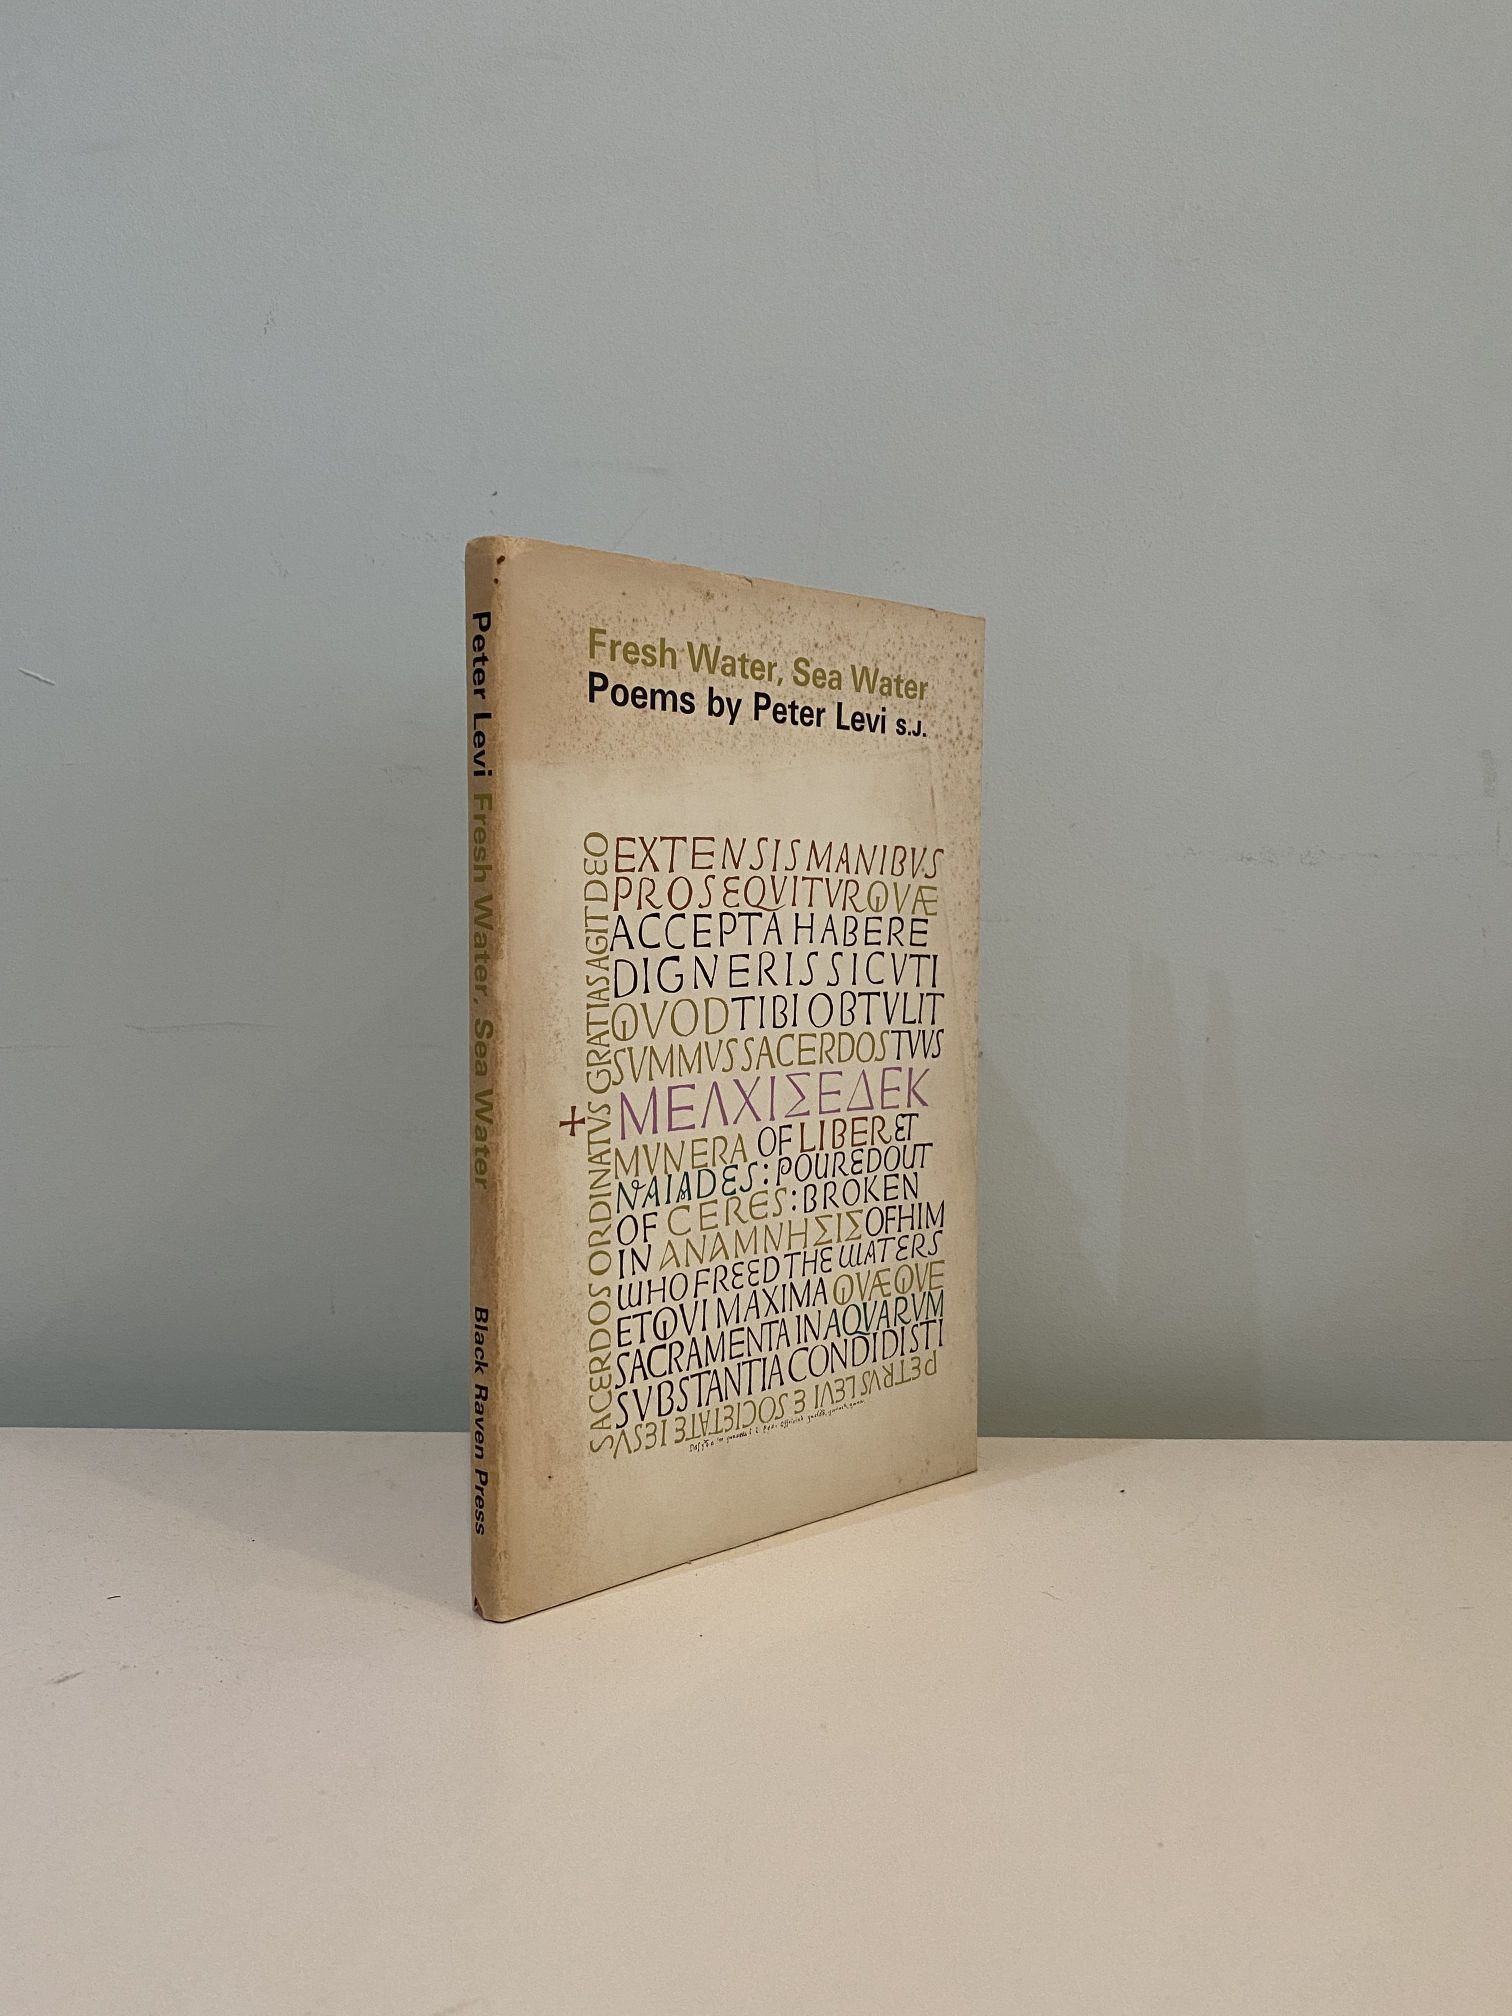 Peter Levi Fresh Water, Sea Water Black Raven Press
Fresh Water, Sea Water
Poems by Peter Levi S.J.
EXTENSIS MANIBVS
PROSEQVITVR QVÆ
ACCEPTA HABERE
DIGNERIS SICVTI
QVOD TIBI OBTVLIT
SVMMVS SACERDOS TVVS
ΜΕΛΧΙΣΕΔΕΚ
MVNERA OF LIBER ET
NAIADES: POURED OUT
OF CERES: BROKEN
IN ΑΝΑΜΝΗΣΙΣ OF HIM
WHO FREED THE WATERS
ET QVI MAXIMA QVÆQVE
SACRAMENTA IN AQVARVM
SVBSTANTIA CONDIDISTI
PETRVS LEVI E SOCIETATE IESV
SACERDOS ORDINATVS GRATIAS AGIT DEO